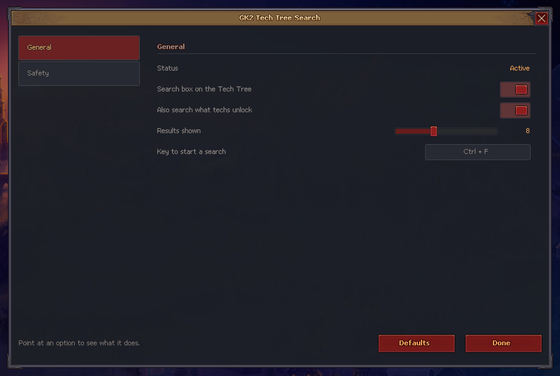 GK2 Tech Tree Search
General
Safety
General
Status Active
Search box on the Tech Tree
Also search what techs unlock
Results shown 8
Key to start a search Ctrl + F
Point at an option to see what it does.
Defaults Done